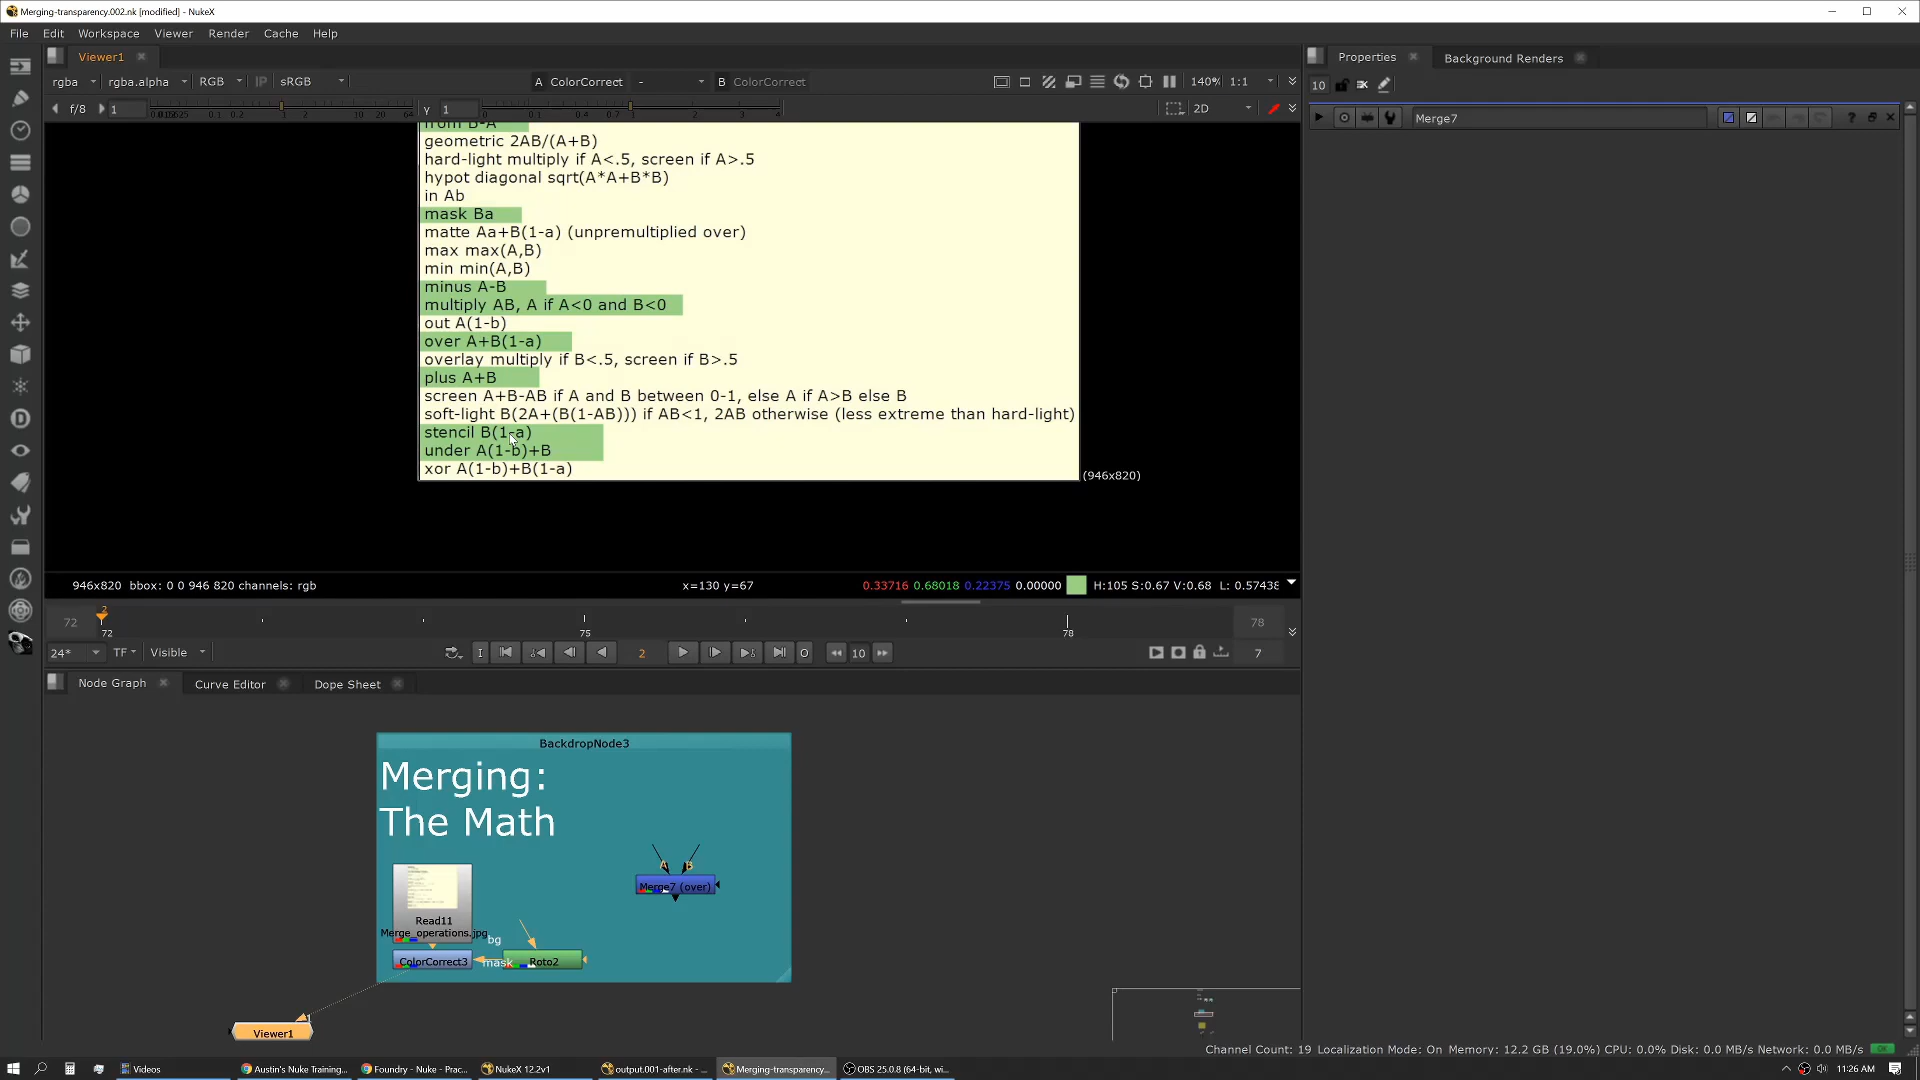 Merging-transparency.002.nk [modified] - NukeX
File Edit Workspace Viewer Render Cache Help
Viewer1
Properties
Background Renders
rgba rgba.alpha RGB IP sRGB A ColorCorrect - B ColorCorrect 140% 1:1
10
f/8 1 γ 1 2D
Merge7
from B-A
geometric 2AB/(A+B)
hard-light multiply if A<.5, screen if A>.5
hypot diagonal sqrt(A*A+B*B)
in Ab
mask Ba
matte Aa+B(1-a) (unpremultiplied over)
max max(A,B)
min min(A,B)
minus A-B
multiply AB, A if A<0 and B<0
out A(1-b)
over A+B(1-a)
overlay multiply if B<.5, screen if B>.5
plus A+B
screen A+B-AB if A and B between 0-1, else A if A>B else B
soft-light B(2A+(B(1-AB))) if AB<1, 2AB otherwise (less extreme than hard-light)
stencil B(1-a)
under A(1-b)+B
xor A(1-b)+B(1-a)
(946x820)
946x820 bbox: 0 0 946 820 channels: rgb x=130 y=67 0.33716 0.68018 0.22375 0.00000 H:105 S:0.67 V:0.68 L: 0.57438
2
72 78
72 75 78
24* TF Visible I 2 O 10 7
Node Graph Curve Editor Dope Sheet
BackdropNode3
Merging:
The Math
A B
Merge7 (over)
Read11
Merge_operations.jpg
bg
ColorCorrect3 mask Roto2
1
Viewer1
Channel Count: 19 Localization Mode: On Memory: 12.2 GB (19.0%) CPU: 0.0% Disk: 0.0 MB/s Network: 0.0 MB/s OK
Videos Austin's Nuke Training... Foundry - Nuke - Prac... NukeX 12.2v1 output.001-after.nk - ... Merging-transparency... OBS 25.0.8 (64-bit, wi... 11:26 AM